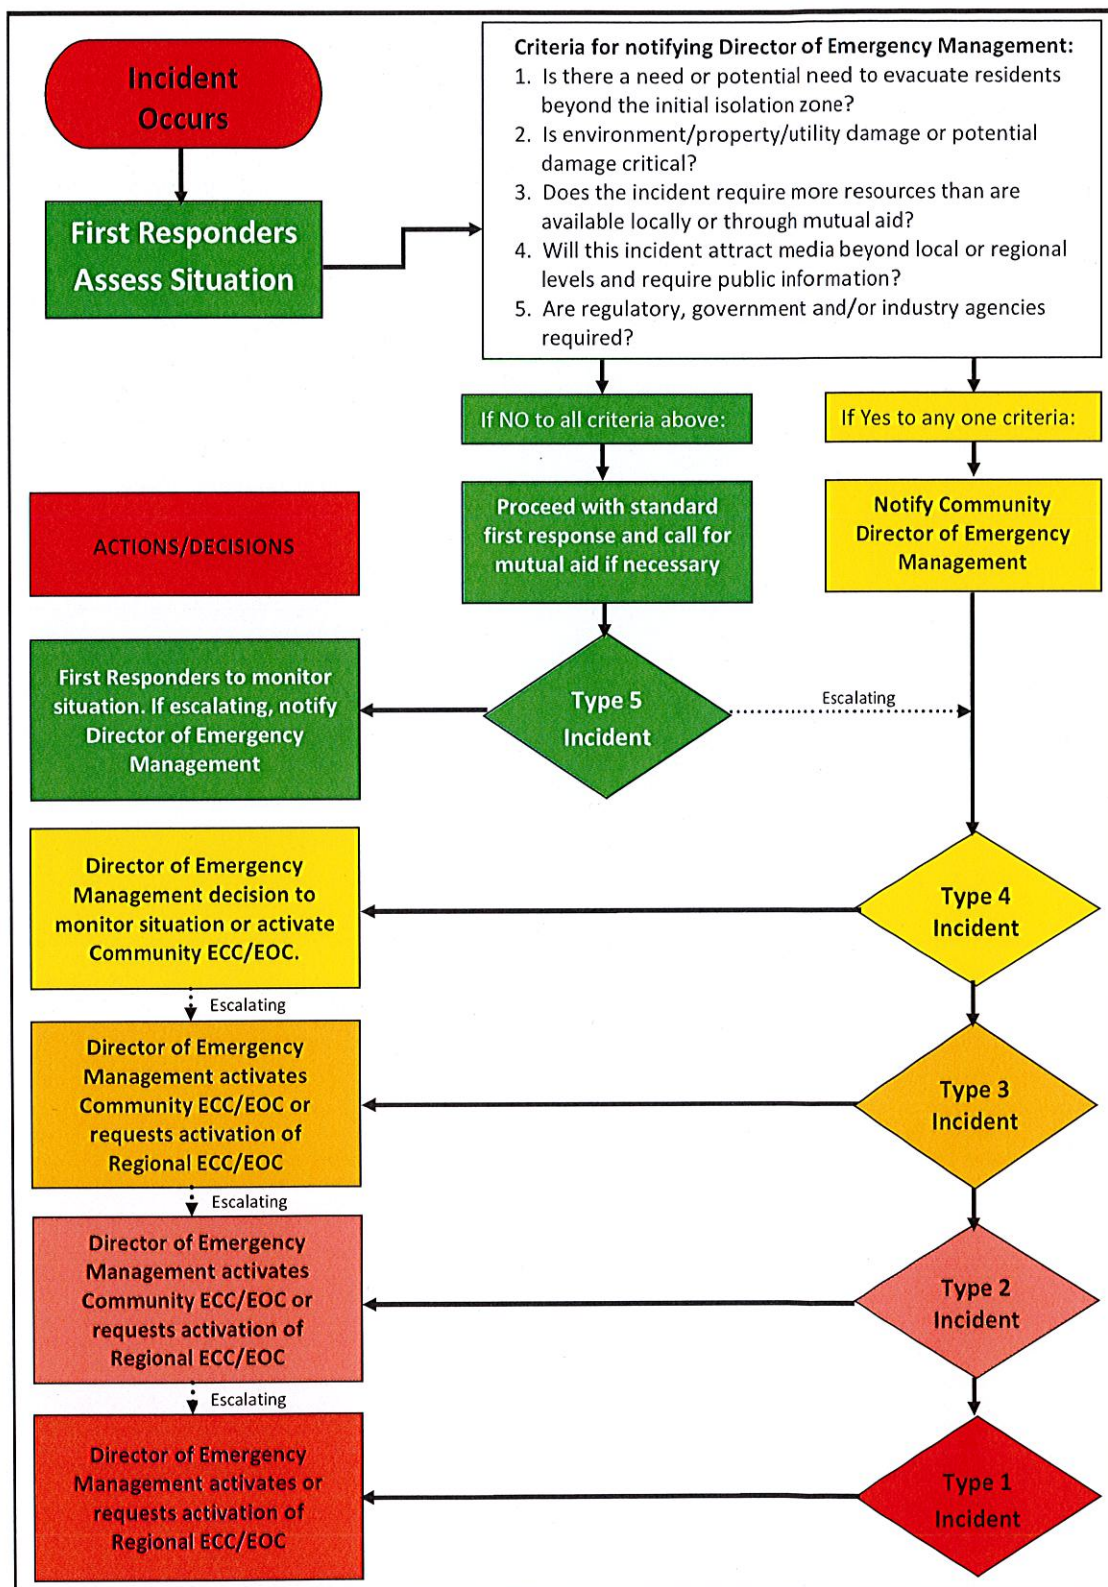 Incident
Occurs
First Responders
Assess Situation
Criteria for notifying Director of Emergency Management:
1. Is there a need or potential need to evacuate residents
beyond the initial isolation zone?
2. Is environment/property/utility damage or potential
damage critical?
3. Does the incident require more resources than are
available locally or through mutual aid?
4. Will this incident attract media beyond local or regional
levels and require public information?
5. Are regulatory, government and/or industry agencies
required?
If NO to all criteria above:
If Yes to any one criteria:
Proceed with standard
first response and call for
mutual aid if necessary
Notify Community
Director of Emergency
Management
ACTIONS/DECISIONS
First Responders to monitor
situation. If escalating, notify
Director of Emergency
Management
Type 5
Incident
Escalating
Director of Emergency
Management decision to
monitor situation or activate
Community ECC/EOC.
Type 4
Incident
Escalating
Director of Emergency
Management activates
Community ECC/EOC or
requests activation of
Regional ECC/EOC
Type 3
Incident
Escalating
Director of Emergency
Management activates
Community ECC/EOC or
requests activation of
Regional ECC/EOC
Type 2
Incident
Escalating
Director of Emergency
Management activates or
requests activation of
Regional ECC/EOC
Type 1
Incident